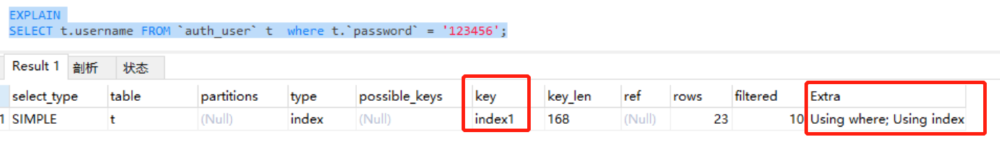 EXPLAIN
SELECT t.username FROM `auth_user` t  where t.`password` = '123456';
Result 1 剖析 状态
select_type table partitions type possible_keys key key_len ref rows filtered Extra
1 SIMPLE t (Null) index (Null) index1 168 (Null) 23 10 Using where; Using index